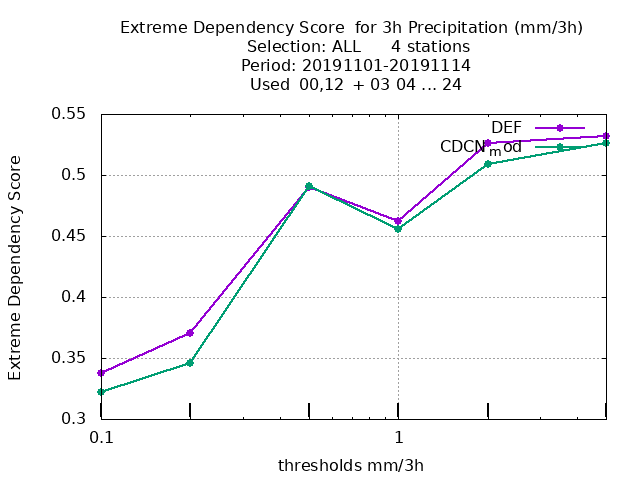 Extreme Dependency Score  for 3h Precipitation (mm/3h)
Selection: ALL      4 stations
Period: 20191101-20191114
Used  00,12  + 03 04 ... 24
DEF
CDCN_mod
0.55
0.5
0.45
0.4
0.35
0.3
Extreme Dependency Score
0.1 1
thresholds mm/3h